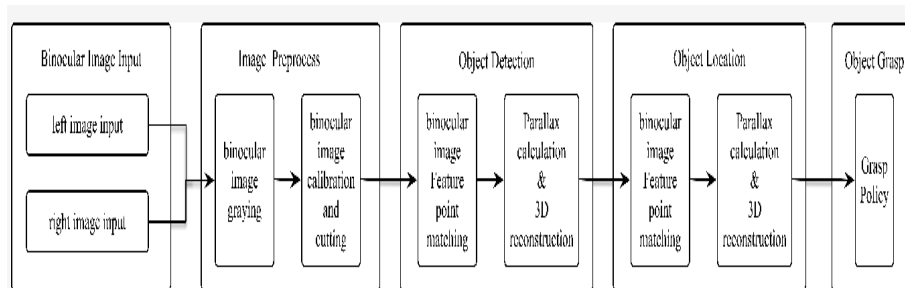 Binocular Image Input
left image input
right image input
Image Preprocess
binocular
image
graying
binocular
image
calibration
and
cutting
Object Detection
binocular
image
Feature
point
matching
Parallax
calculation
&
3D
reconstruction
Object Location
binocular
image
Feature
point
matching
Parallax
calculation
&
3D
reconstruction
Object Grasp
Grasp
Policy